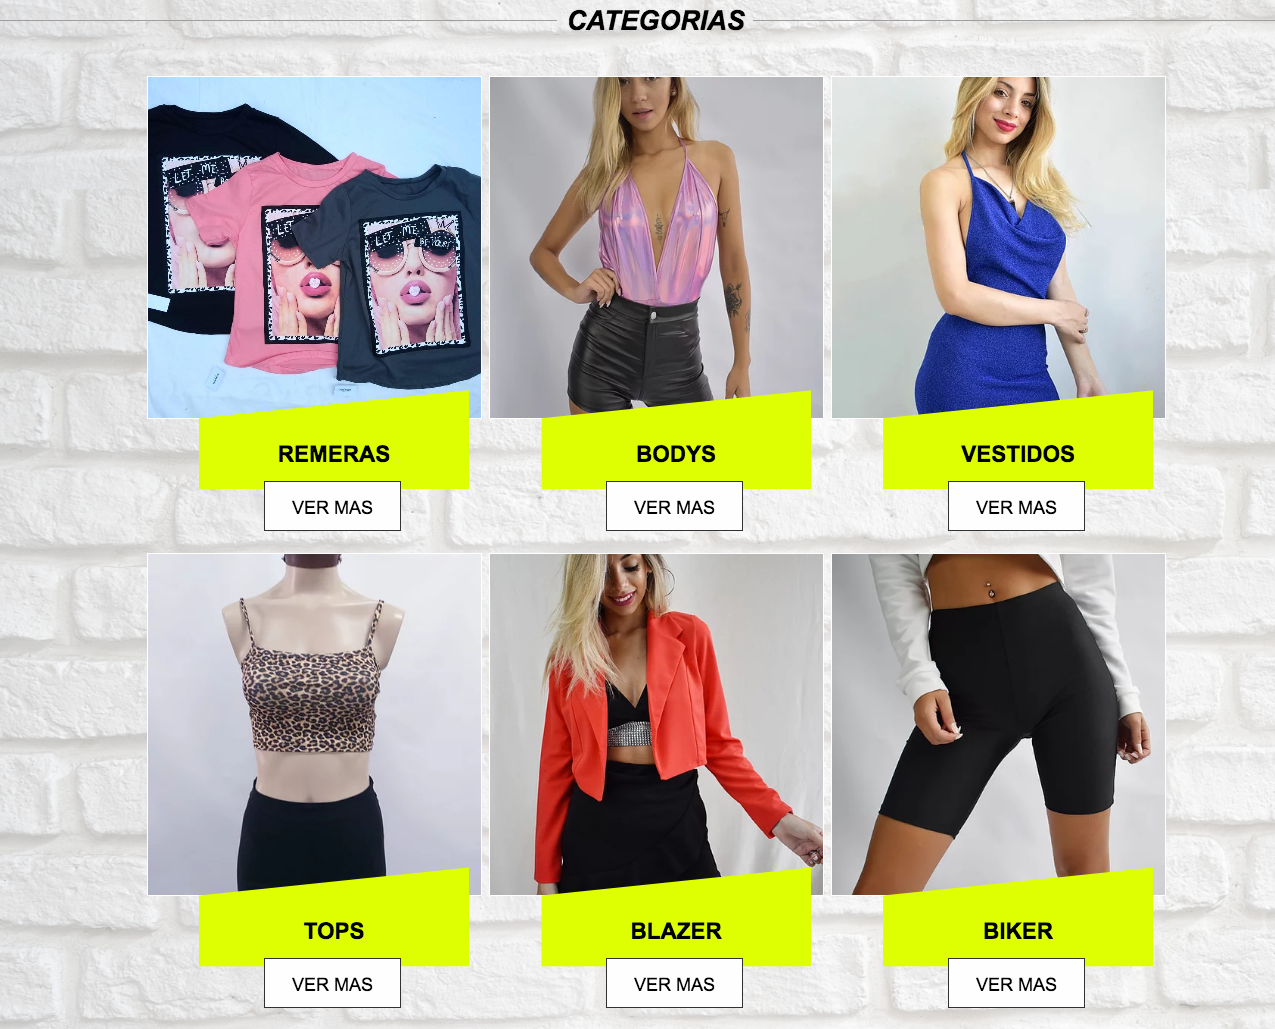 CATEGORIAS
LET ME
LET ME
LET ME
BE YOUR
REMERAS
BODYS
VESTIDOS
VER MAS
VER MAS
VER MAS
TOPS
BLAZER
BIKER
VER MAS
VER MAS
VER MAS